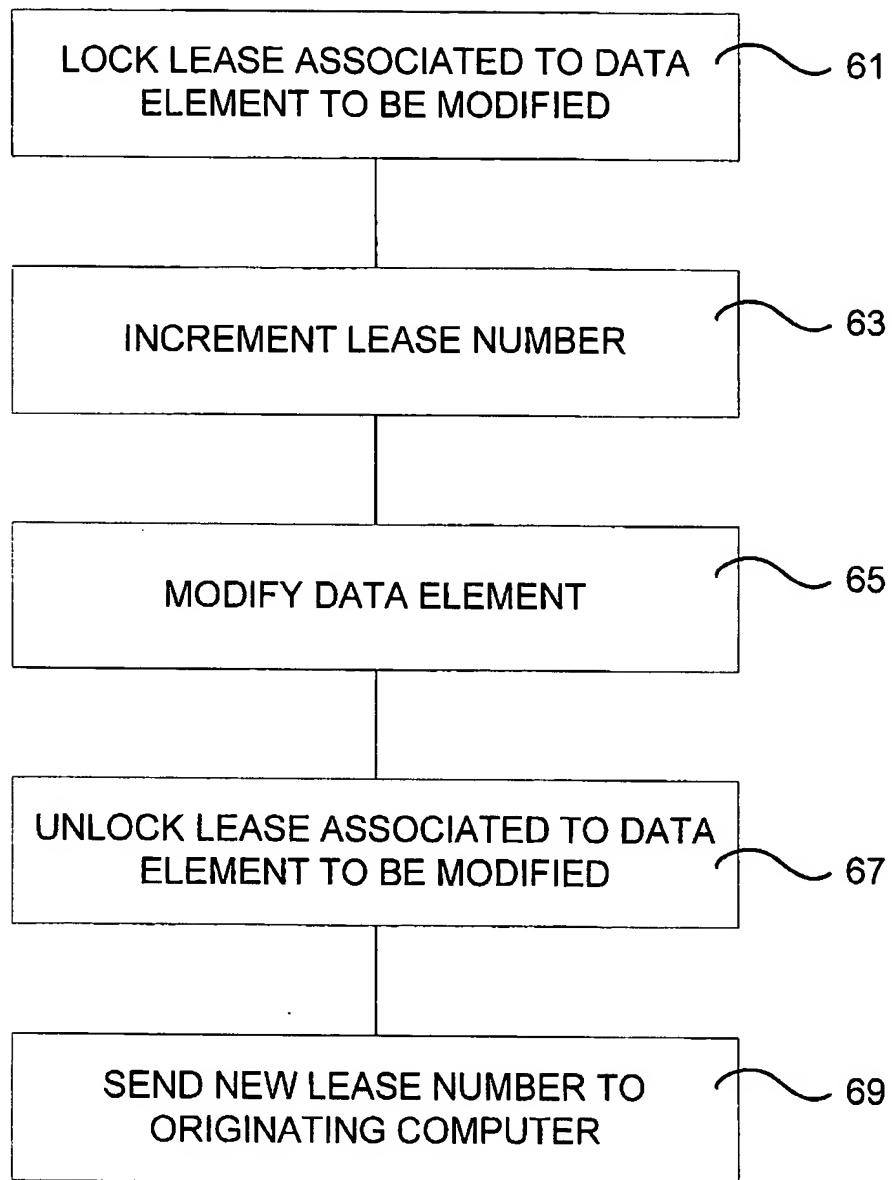 LOCK LEASE ASSOCIATED TO DATA
ELEMENT TO BE MODIFIED
61
INCREMENT LEASE NUMBER
63
MODIFY DATA ELEMENT
65
UNLOCK LEASE ASSOCIATED TO DATA
ELEMENT TO BE MODIFIED
67
SEND NEW LEASE NUMBER TO
ORIGINATING COMPUTER
69